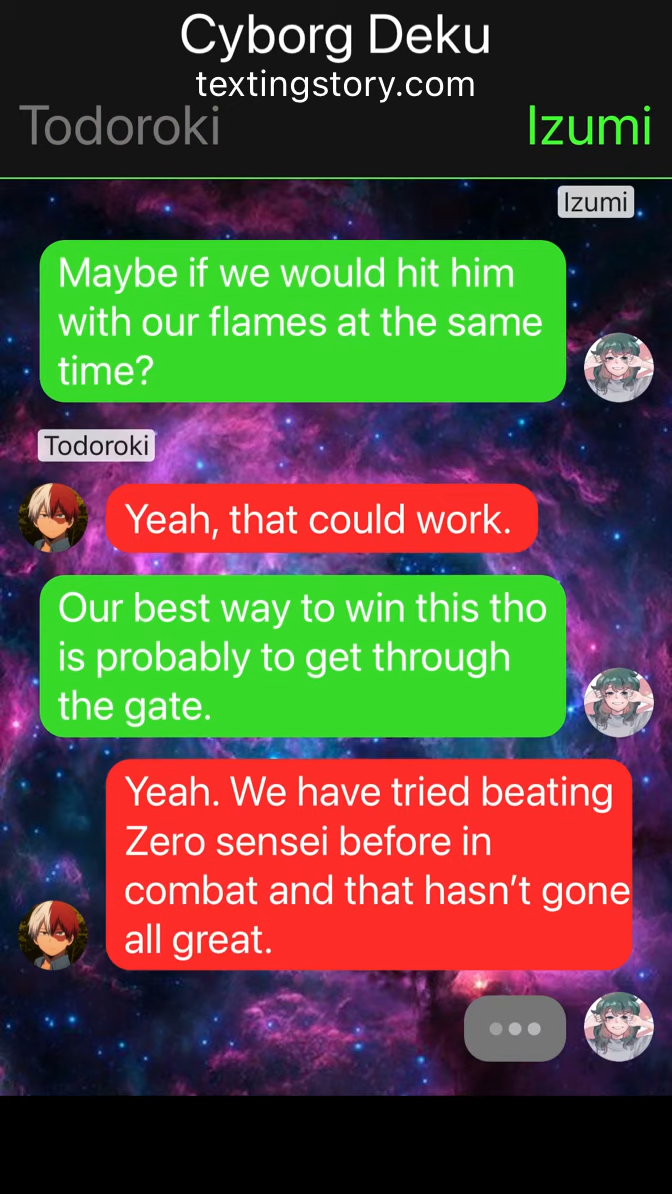 Cyborg Deku
textingstory.com
Todoroki
Izumi
Izumi
Maybe if we would hit him
with our flames at the same
time?
Todoroki
Yeah, that could work.
Our best way to win this tho
is probably to get through
the gate.
Yeah. We have tried beating
Zero sensei before in
combat and that hasn’t gone
all great.